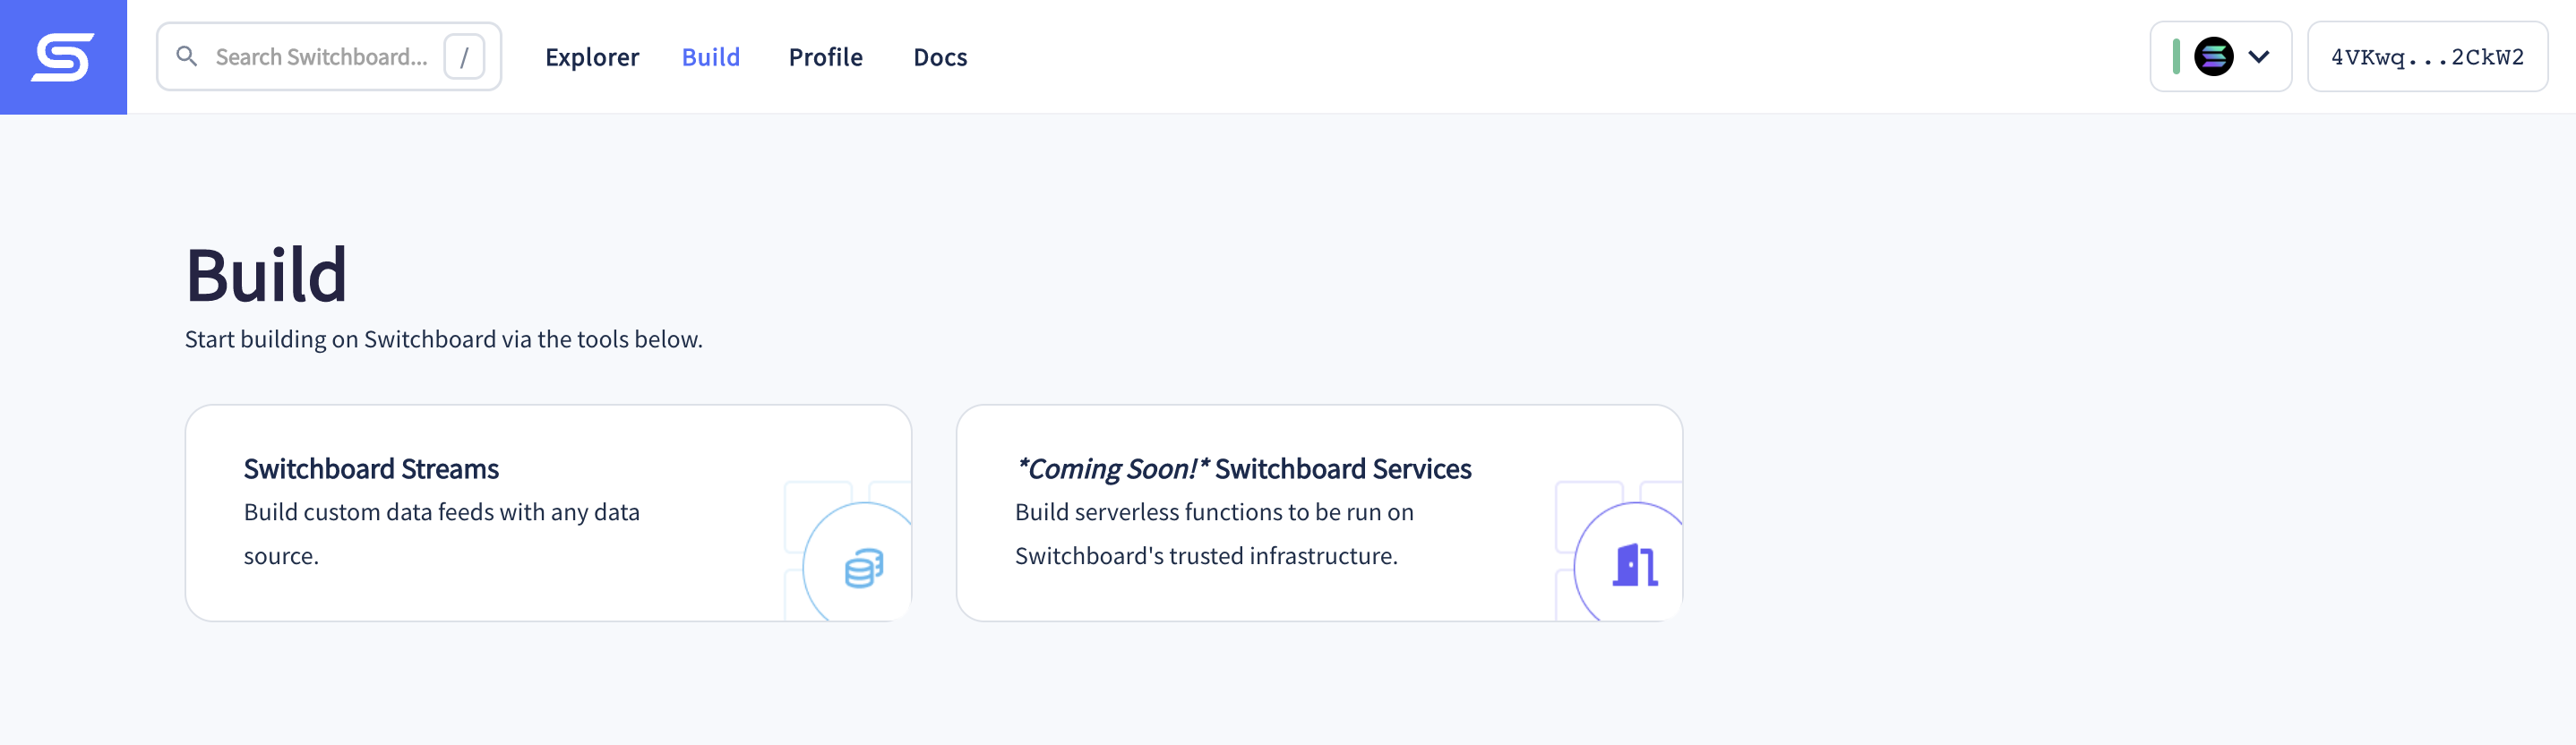 Search Switchboard... /
Explorer
Build
Profile
Docs
4VKwq...2CkW2
Build
Start building on Switchboard via the tools below.
Switchboard Streams
Build custom data feeds with any data
source.
*Coming Soon!* Switchboard Services
Build serverless functions to be run on
Switchboard's trusted infrastructure.